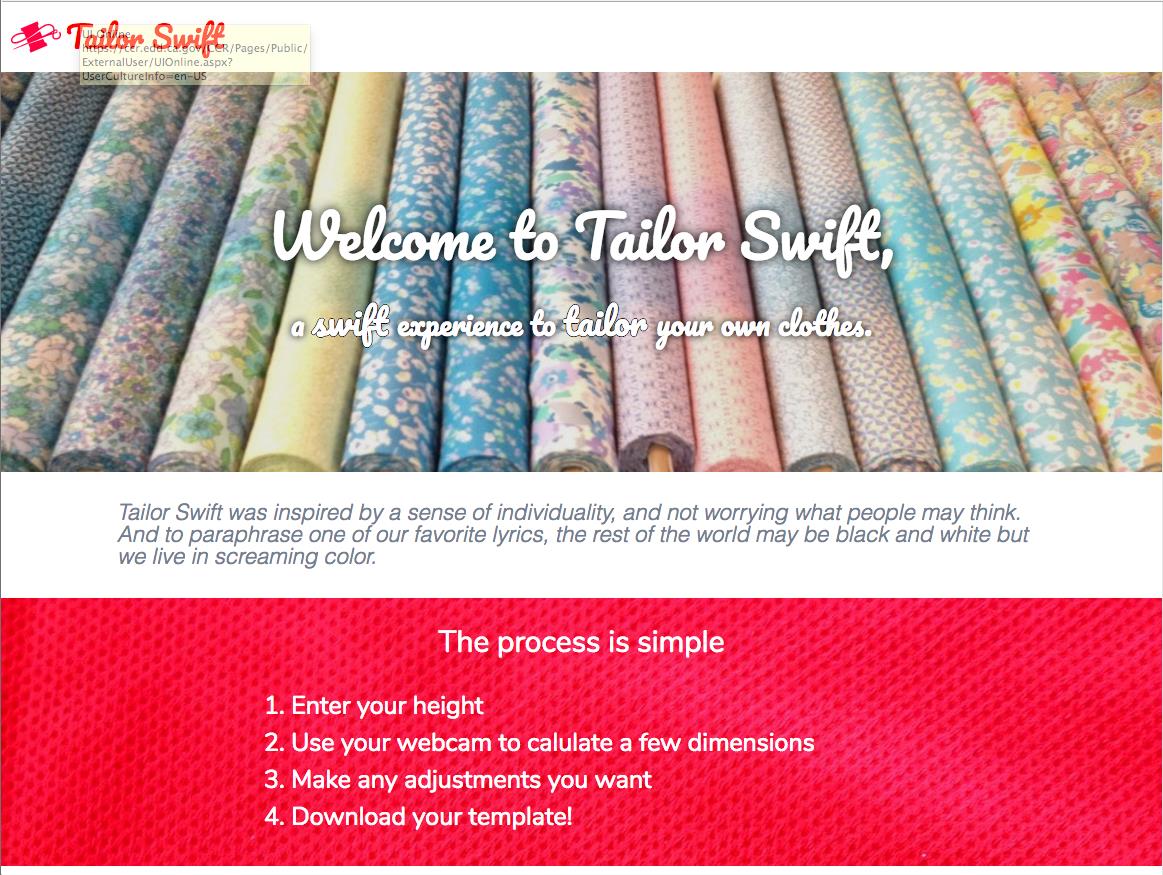 Tailor Swift
UI Online
https://ccr.edd.ca.gov/CCR/Pages/Public/
ExternalUser/UIOnline.aspx?
UserCultureInfo=en-US
Welcome to Tailor Swift,
a swift experience to tailor your own clothes.
Tailor Swift was inspired by a sense of individuality, and not worrying what people may think.
And to paraphrase one of our favorite lyrics, the rest of the world may be black and white but
we live in screaming color.
The process is simple
1. Enter your height
2. Use your webcam to calulate a few dimensions
3. Make any adjustments you want
4. Download your template!